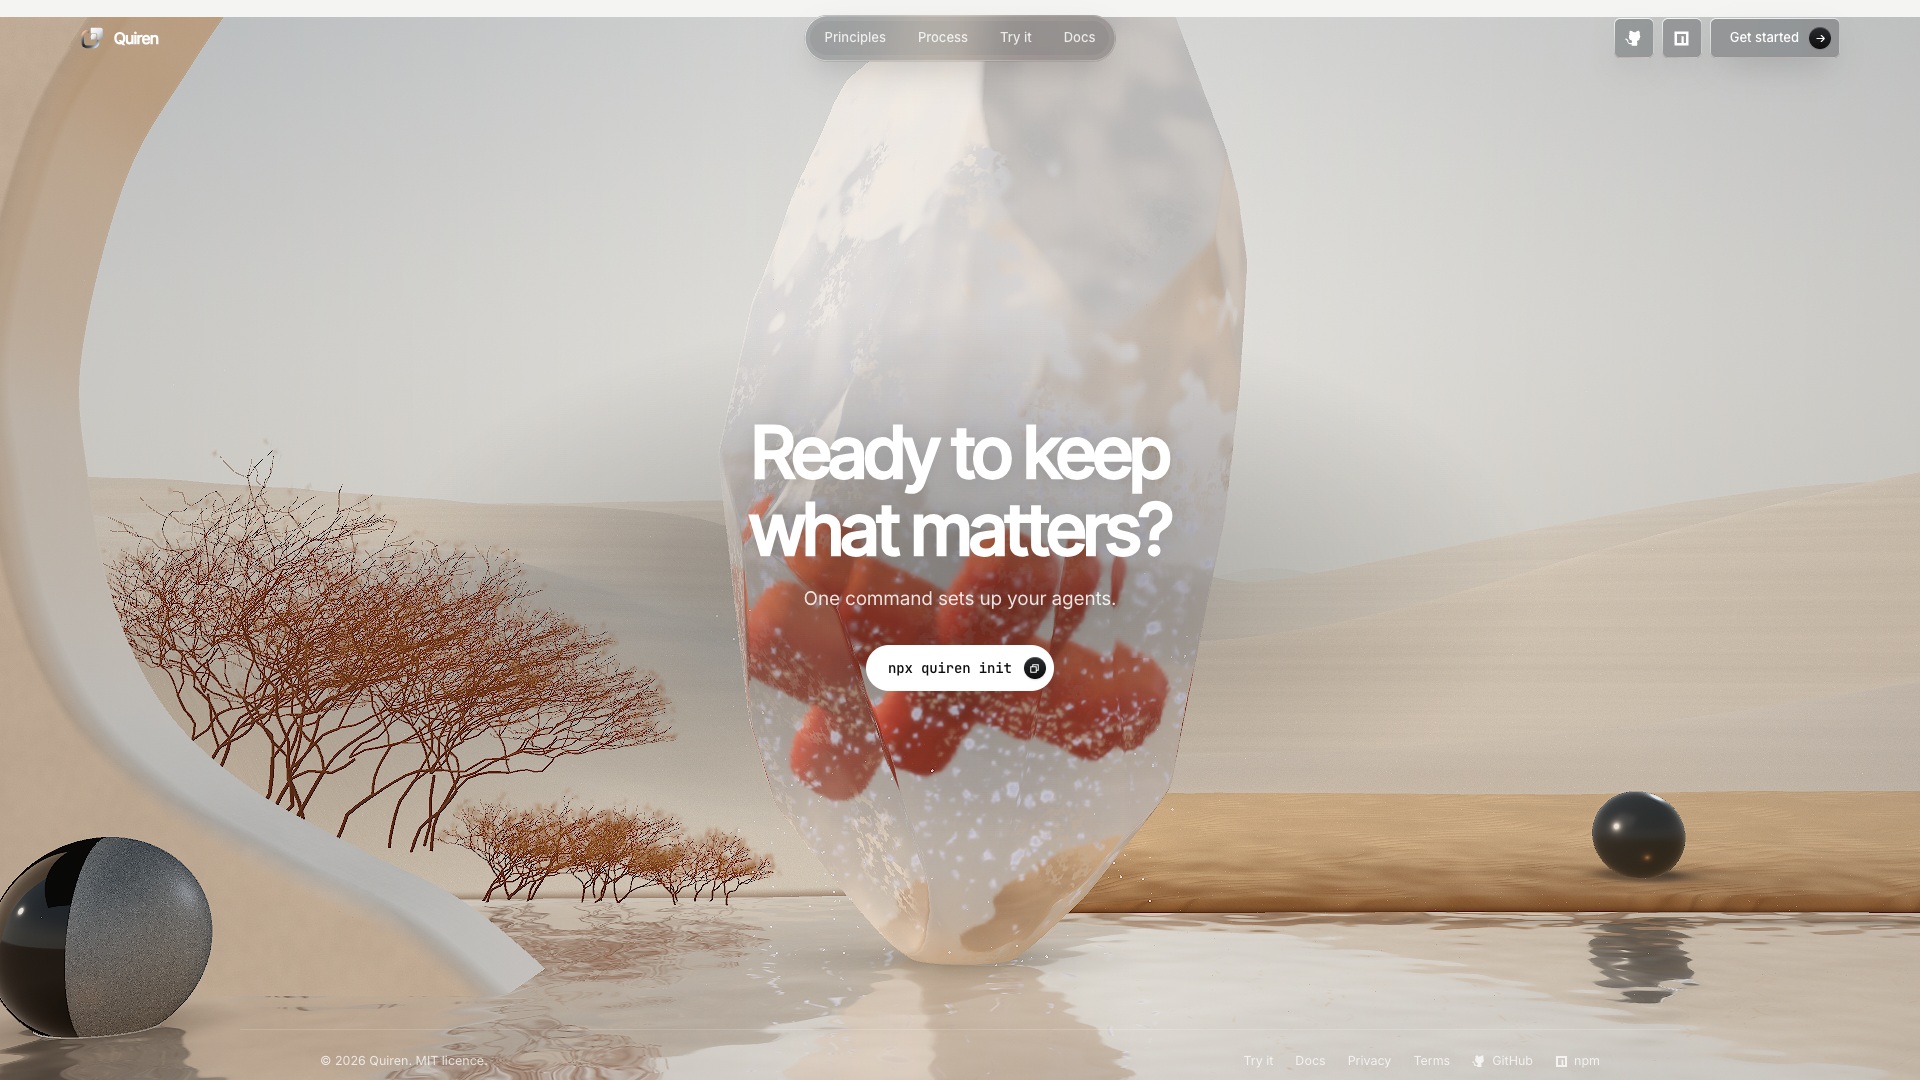 Quiren
Principles
Process
Try it
Docs
Get started
Ready to keep
what matters?
One command sets up your agents.
npx quiren init
© 2026 Quiren. MIT licence.
Try it
Docs
Privacy
Terms
GitHub
npm